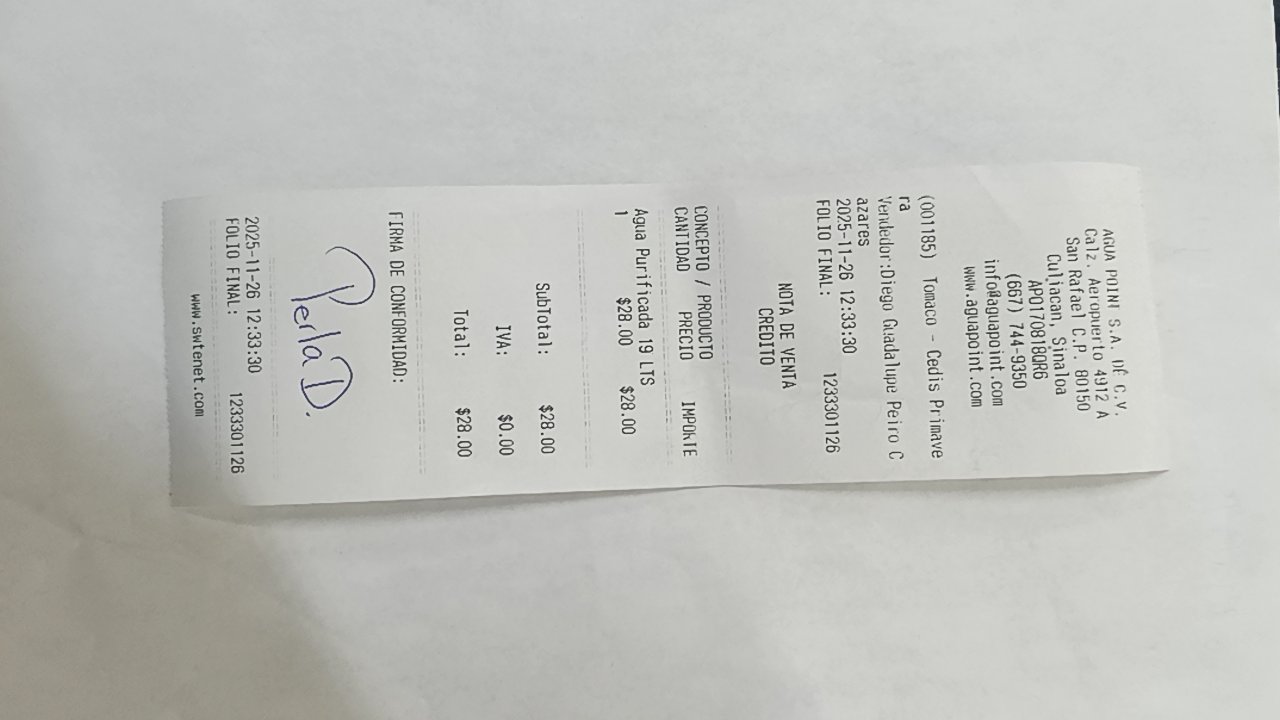 AGUA POINT S.A. DE C.V.
Calz. Aeropuerto 4912 A
San Rafael C.P. 80150
Culiacan, Sinaloa
APO170818QR6
(667) 744-9350
info@aguapoint.com
www.aguapoint.com
(001185) Tomaco - Cedis Primave
ra
Vendedor:Diego Guadalupe Peiro C
azares
2025-11-26 12:33:30
FOLIO FINAL: 1233301126
NOTA DE VENTA
CREDITO
CONCEPTO / PRODUCTO
CANTIDAD PRECIO IMPORTE
Agua Purificada 19 LTS
1 $28.00 $28.00
SubTotal: $28.00
IVA: $0.00
Total: $28.00
FIRMA DE CONFORMIDAD:
Perla D.
2025-11-26 12:33:30
FOLIO FINAL: 1233301126
www.swtenet.com